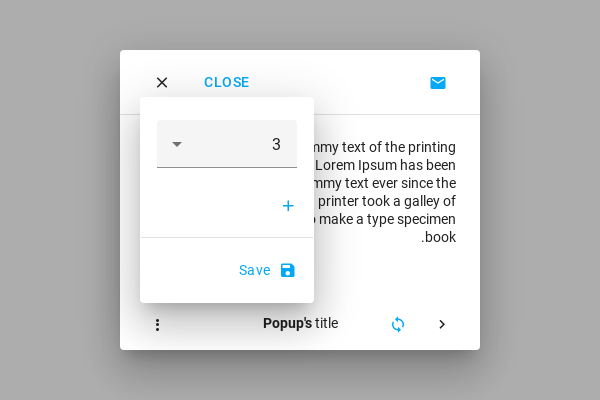 CLOSE
3
mmy text of the printing
Lorem Ipsum has been
mmy text ever since the
printer took a galley of
make a type specimen
.book
Save
Popup's title